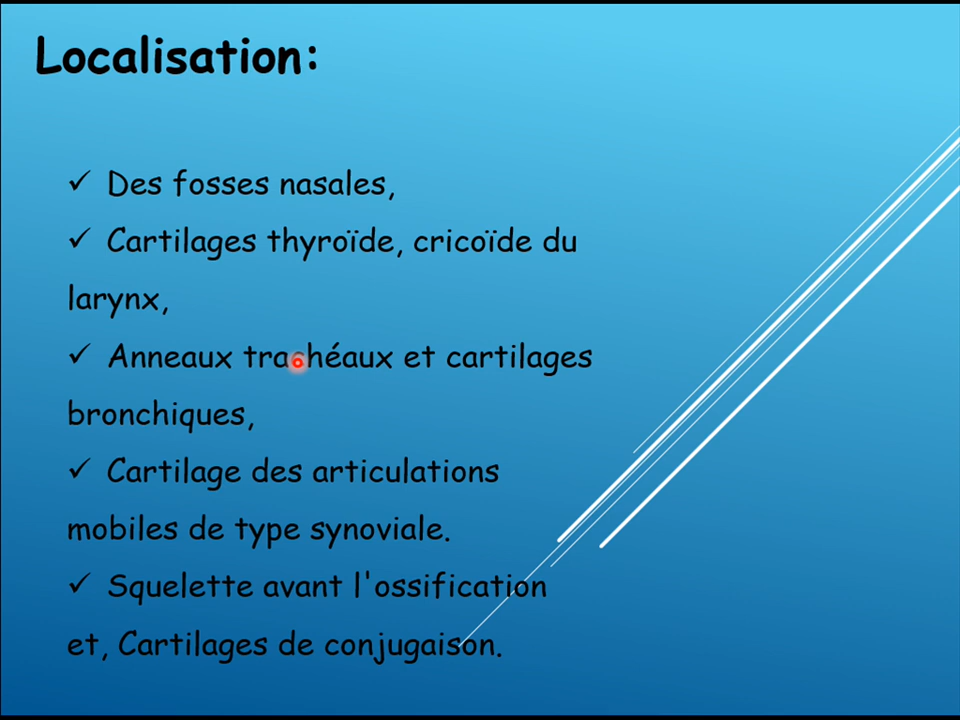 Localisation:
✓ Des fosses nasales,
✓ Cartilages thyroïde, cricoïde du
larynx,
✓ Anneaux trachéaux et cartilages
bronchiques,
✓ Cartilage des articulations
mobiles de type synoviale.
✓ Squelette avant l'ossification
et, Cartilages de conjugaison.